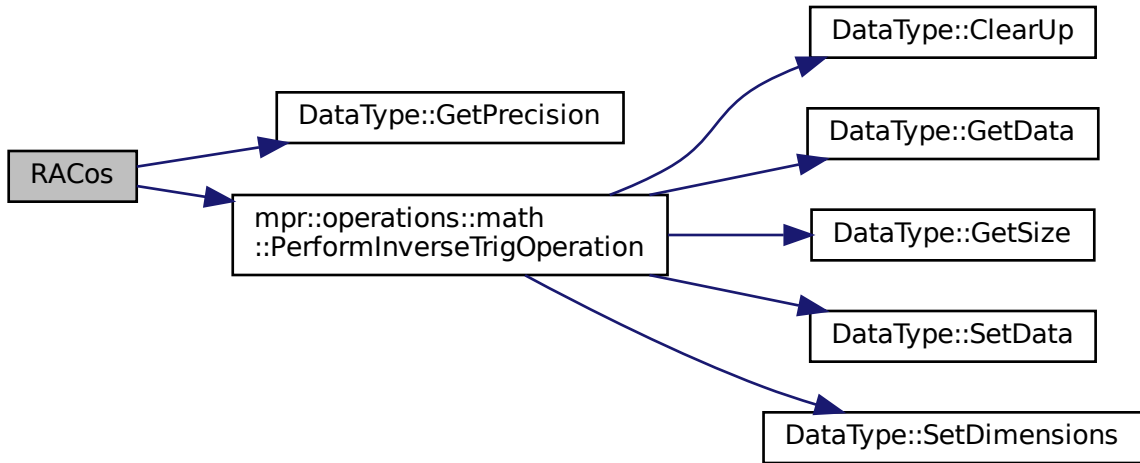 RACos
DataType::GetPrecision
mpr::operations::math
::PerformInverseTrigOperation
DataType::ClearUp
DataType::GetData
DataType::GetSize
DataType::SetData
DataType::SetDimensions